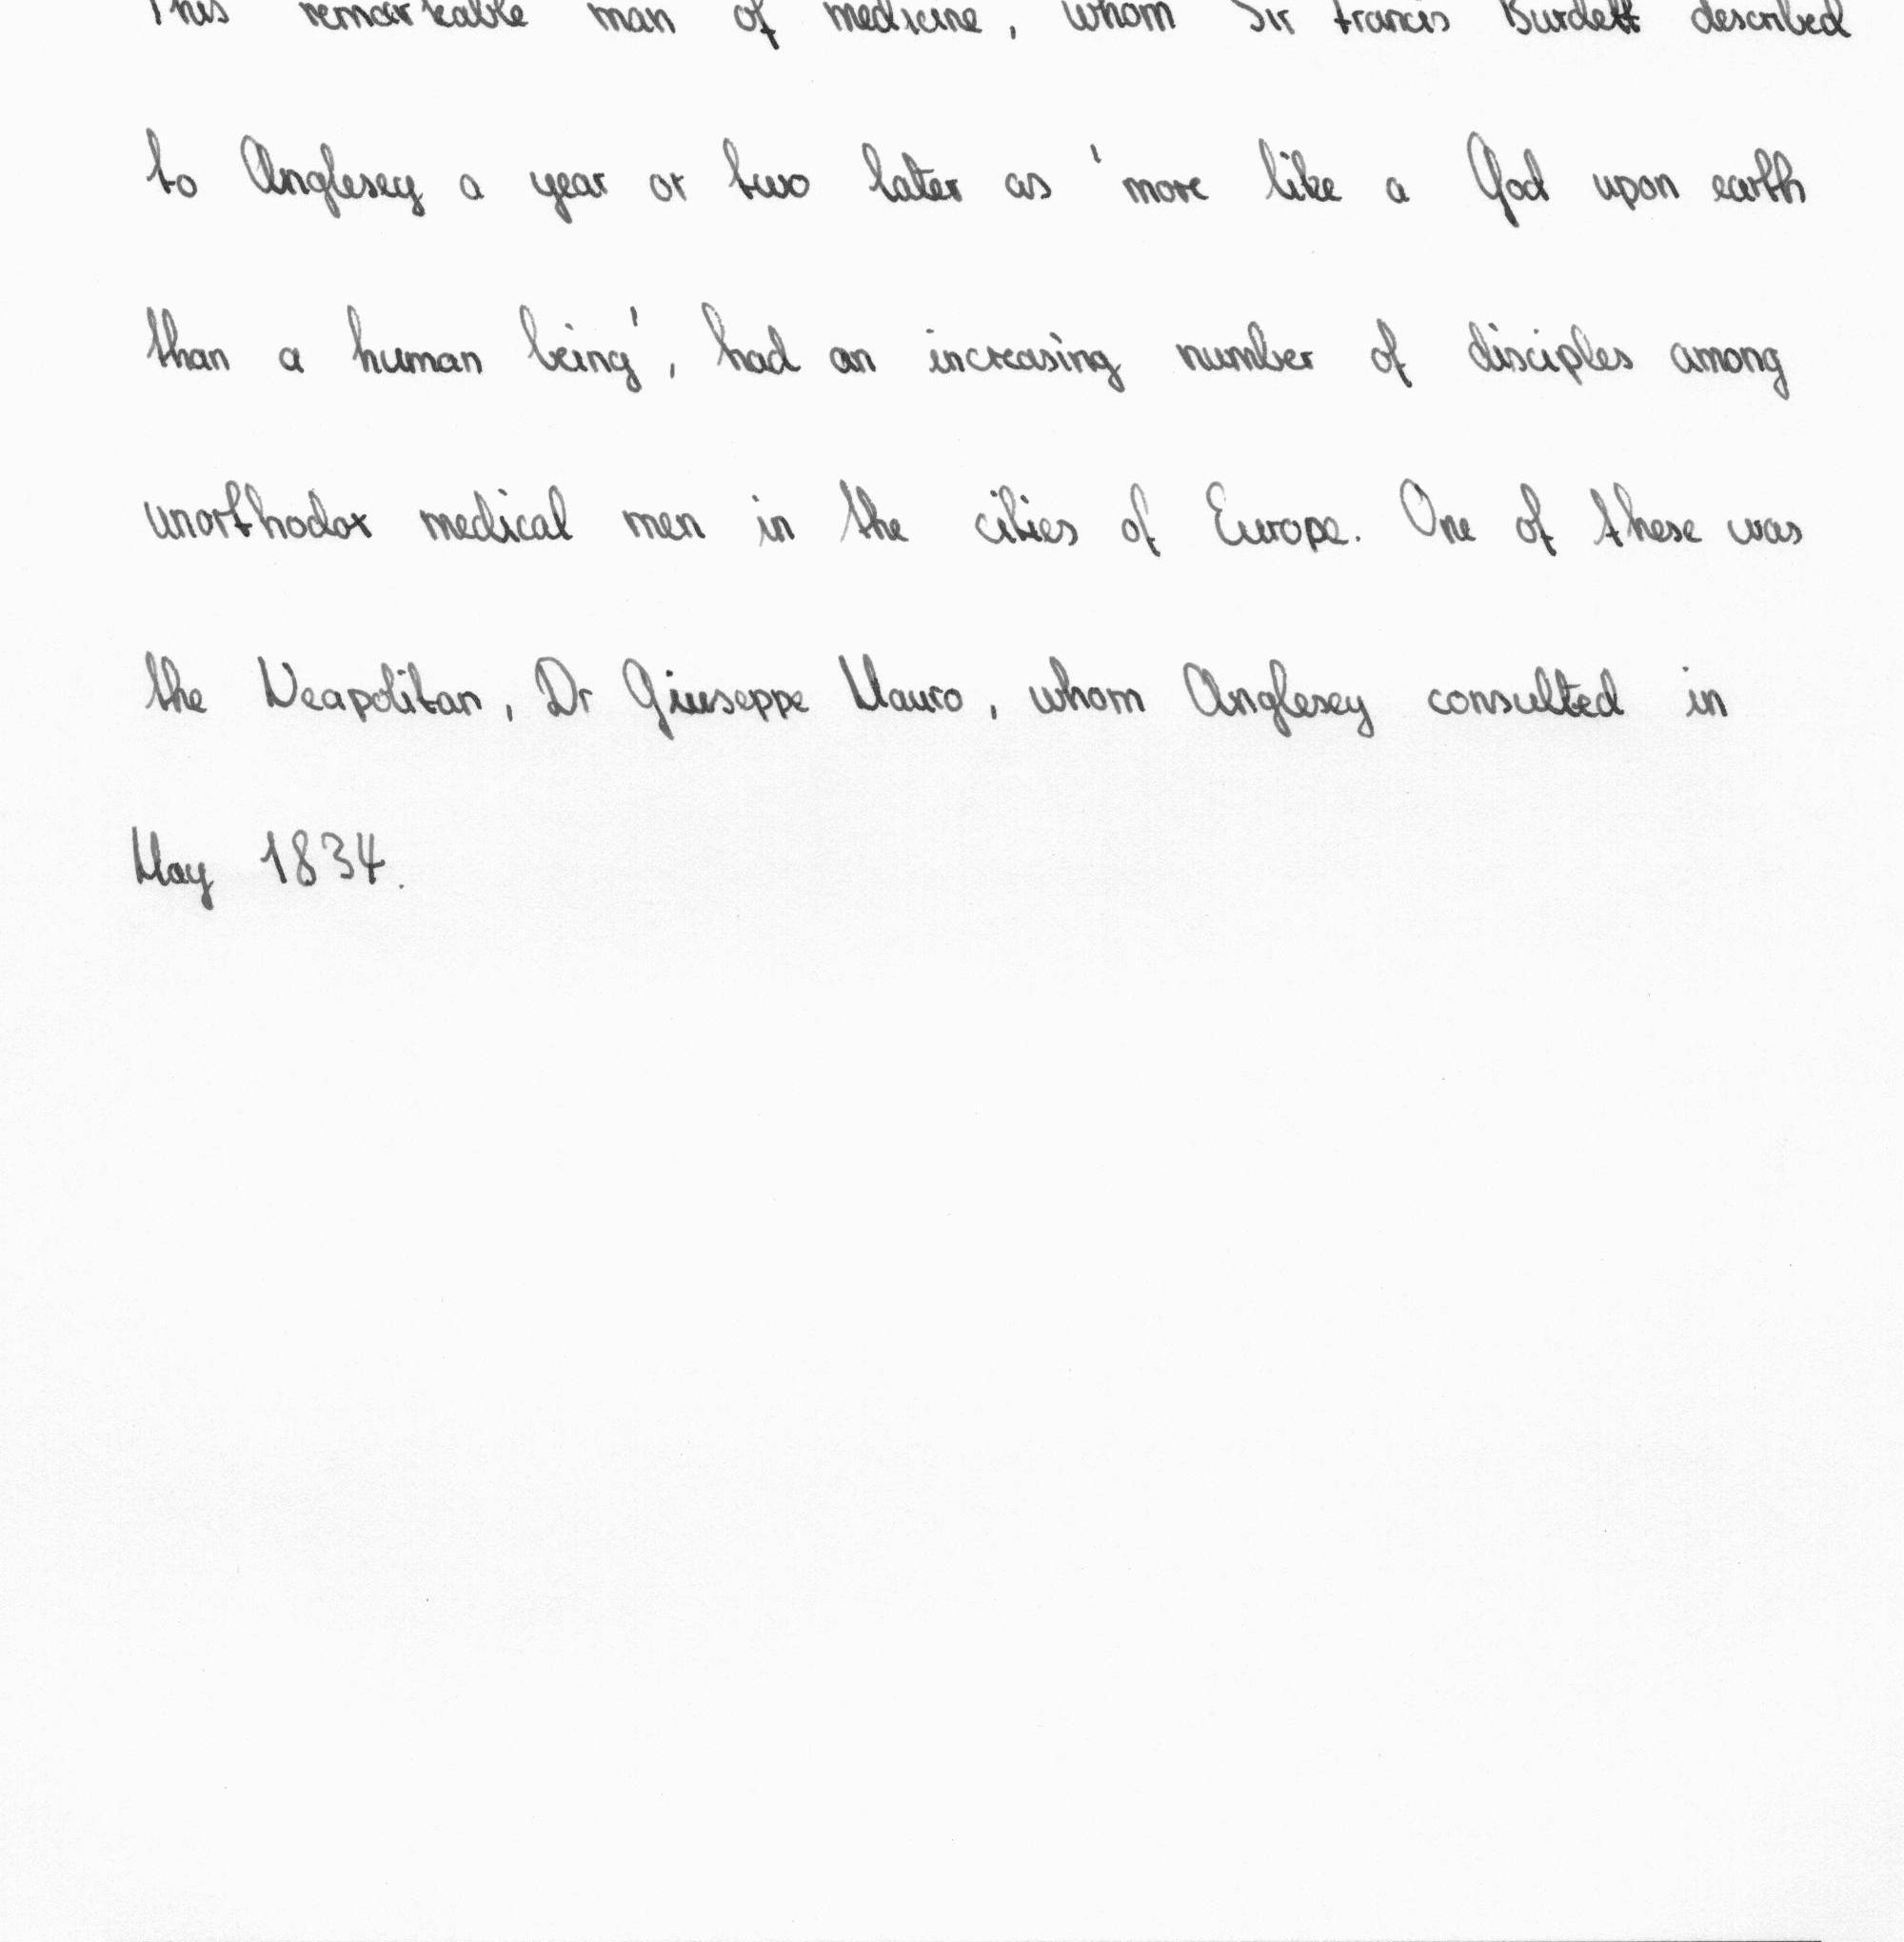 This remarkable man of medicine, whom Sir Francis Burdett described
to Anglesey a year or two later as 'more like a God upon earth
than a human being', had an increasing number of disciples among
unorthodox medical men in the cities of Europe. One of these was
the Neapolitan, Dr Giuseppe Mauro, whom Anglesey consulted in
May 1834.